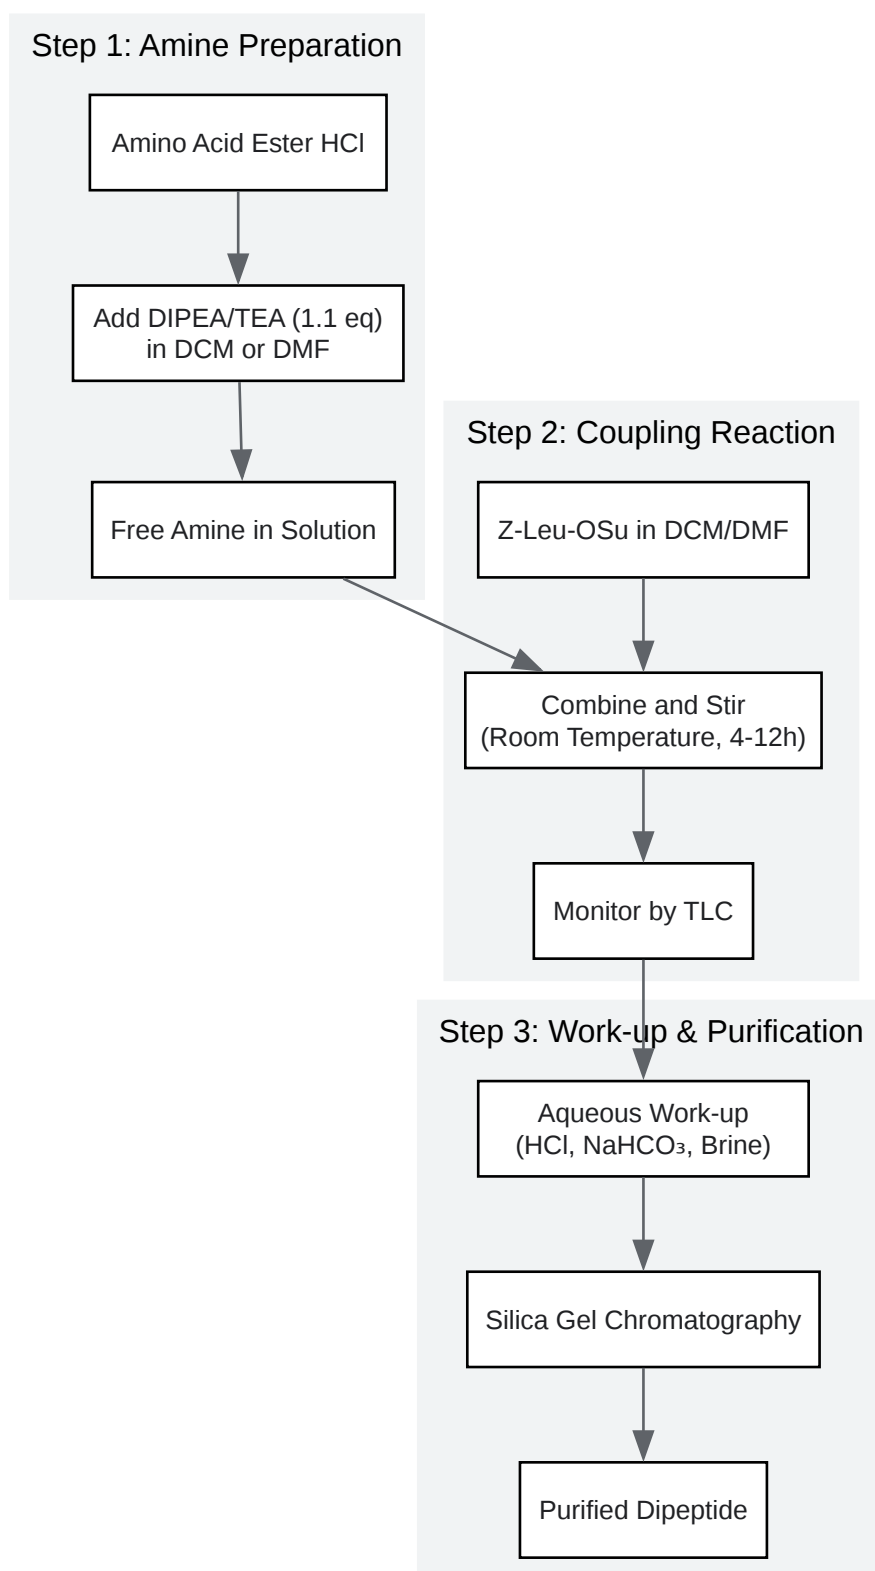 Step 1: Amine Preparation
Amino Acid Ester HCl
Add DIPEA/TEA (1.1 eq)
in DCM or DMF
Free Amine in Solution
Step 2: Coupling Reaction
Z-Leu-OSu in DCM/DMF
Combine and Stir
(Room Temperature, 4-12h)
Monitor by TLC
Step 3: Work-up & Purification
Aqueous Work-up
(HCl, NaHCO₃, Brine)
Silica Gel Chromatography
Purified Dipeptide